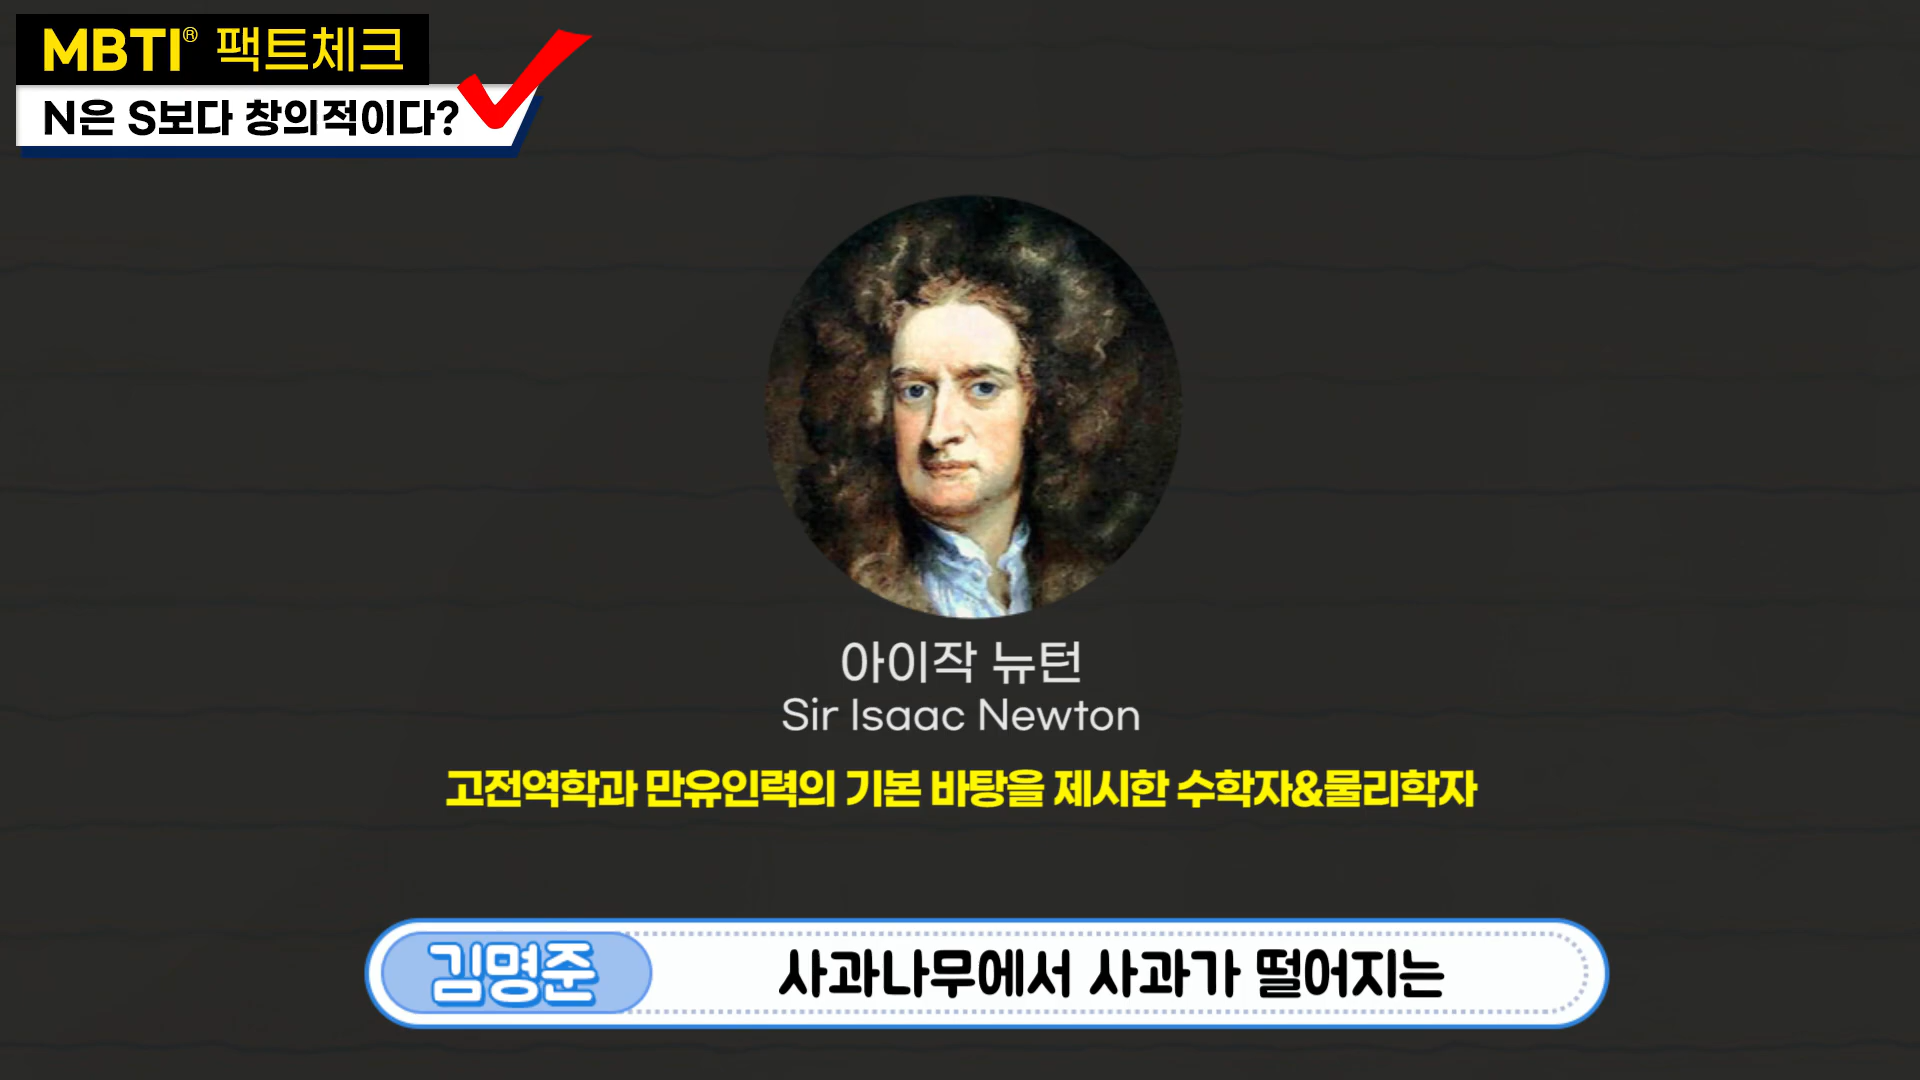 MBTI® 팩트체크
N은 S보다 창의적이다?
아이작 뉴턴
Sir Isaac Newton
고전역학과 만유인력의 기본 바탕을 제시한 수학자&물리학자
김명준 사과나무에서 사과가 떨어지는